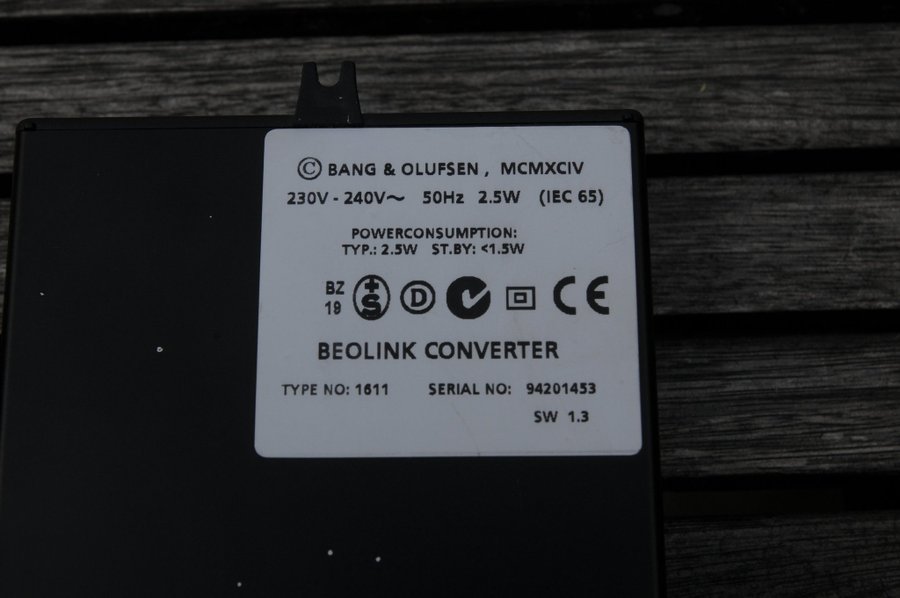 © BANG & OLUFSEN, MCMXCIV
230V - 240V~ 50Hz 2.5W (IEC 65)
POWERCONSUMPTION:
TYP.: 2.5W ST.BY: <1.5W
BZ
19
+S
D
CE
BEOLINK CONVERTER
TYPE NO: 1611 SERIAL NO: 94201453
SW 1.3